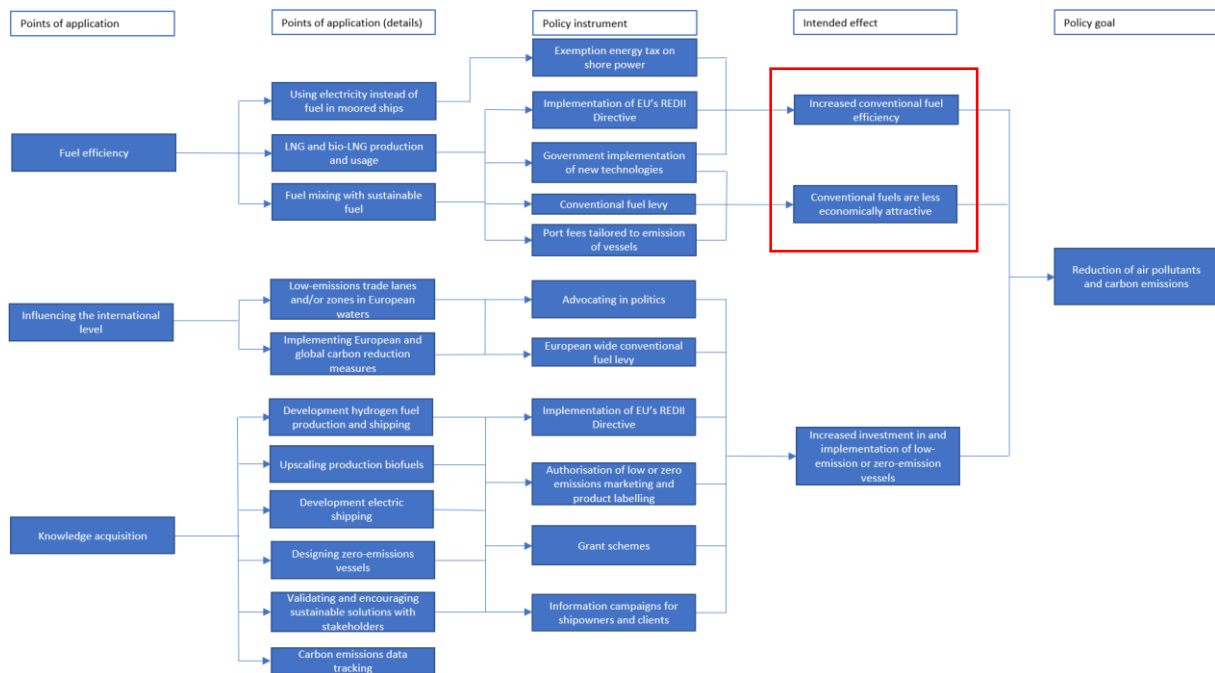 Points of application
Points of application (details)
Policy instrument
Intended effect
Policy goal
Fuel efficiency
Using electricity instead of
fuel in moored ships
LNG and bio-LNG production
and usage
Fuel mixing with sustainable
fuel
Exemption energy tax on
shore power
Implementation of EU's REDII
Directive
Government implementation
of new technologies
Conventional fuel levy
Port fees tailored to emission
of vessels
Increased conventional fuel
efficiency
Conventional fuels are less
economically attractive
Reduction of air pollutants
and carbon emissions
Influencing the international
level
Low-emissions trade lanes
and/or zones in European
waters
Implementing European and
global carbon reduction
measures
Advocating in politics
European wide conventional
fuel levy
Knowledge acquisition
Development hydrogen fuel
production and shipping
Upscaling production biofuels
Development electric
shipping
Designing zero-emissions
vessels
Validating and encouraging
sustainable solutions with
stakeholders
Carbon emissions data
tracking
Implementation of EU's REDII
Directive
Authorisation of low or zero
emissions marketing and
product labelling
Grant schemes
Information campaigns for
shipowners and clients
Increased investment in and
implementation of low-
emission or zero-emission
vessels